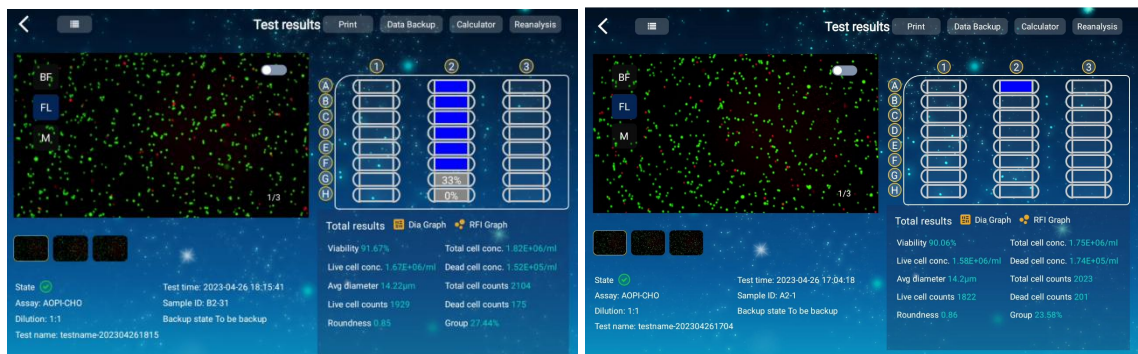 Test results Print Data Backup Calculator Reanalysis
BF
FL
M
1/3
1 2 3
A
B
C
D
E
F
G 33%
H 0%
Total results Dia Graph RFI Graph
Viability 91.67% Total cell conc. 1.82E+06/ml
Live cell conc. 1.67E+06/ml Dead cell conc. 1.52E+05/ml
Avg diameter 14.22μm Total cell counts 2104
Live cell counts 1929 Dead cell counts 175
Roundness 0.85 Group 27.44%
State Test time: 2023-04-26 18:15:41
Assay: AOPI-CHO Sample ID: B2-31
Dilution: 1:1 Backup state To be backup
Test name: testname-202304261815
Test results Print Data Backup Calculator Reanalysis
BF
FL
M
1/3
1 2 3
A
B
C
D
E
F
G
H
Total results Dia Graph RFI Graph
Viability 90.06% Total cell conc. 1.75E+06/ml
Live cell conc. 1.58E+06/ml Dead cell conc. 1.74E+05/ml
Avg diameter 14.2μm Total cell counts 2023
Live cell counts 1822 Dead cell counts 201
Roundness 0.86 Group 23.58%
State Test time: 2023-04-26 17:04:18
Assay: AOPI-CHO Sample ID: A2-1
Dilution: 1:1 Backup state To be backup
Test name: testname-202304261704